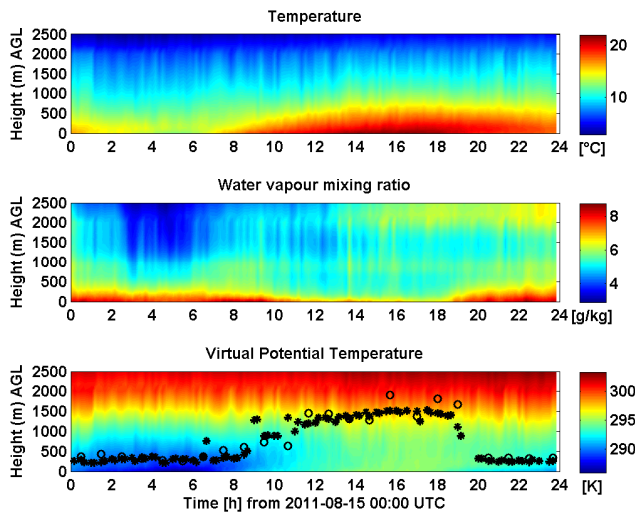 Temperature
Height (m) AGL
2500
2000
1500
1000
500
0
0 2 4 6 8 10 12 14 16 18 20 22 24
20
10
[°C]
Water vapour mixing ratio
Height (m) AGL
2500
2000
1500
1000
500
0
0 2 4 6 8 10 12 14 16 18 20 22 24
8
6
4
[g/kg]
Virtual Potential Temperature
Height (m) AGL
2500
2000
1500
1000
500
0
0 2 4 6 8 10 12 14 16 18 20 22 24
300
295
290
[K]
Time [h] from 2011-08-15 00:00 UTC